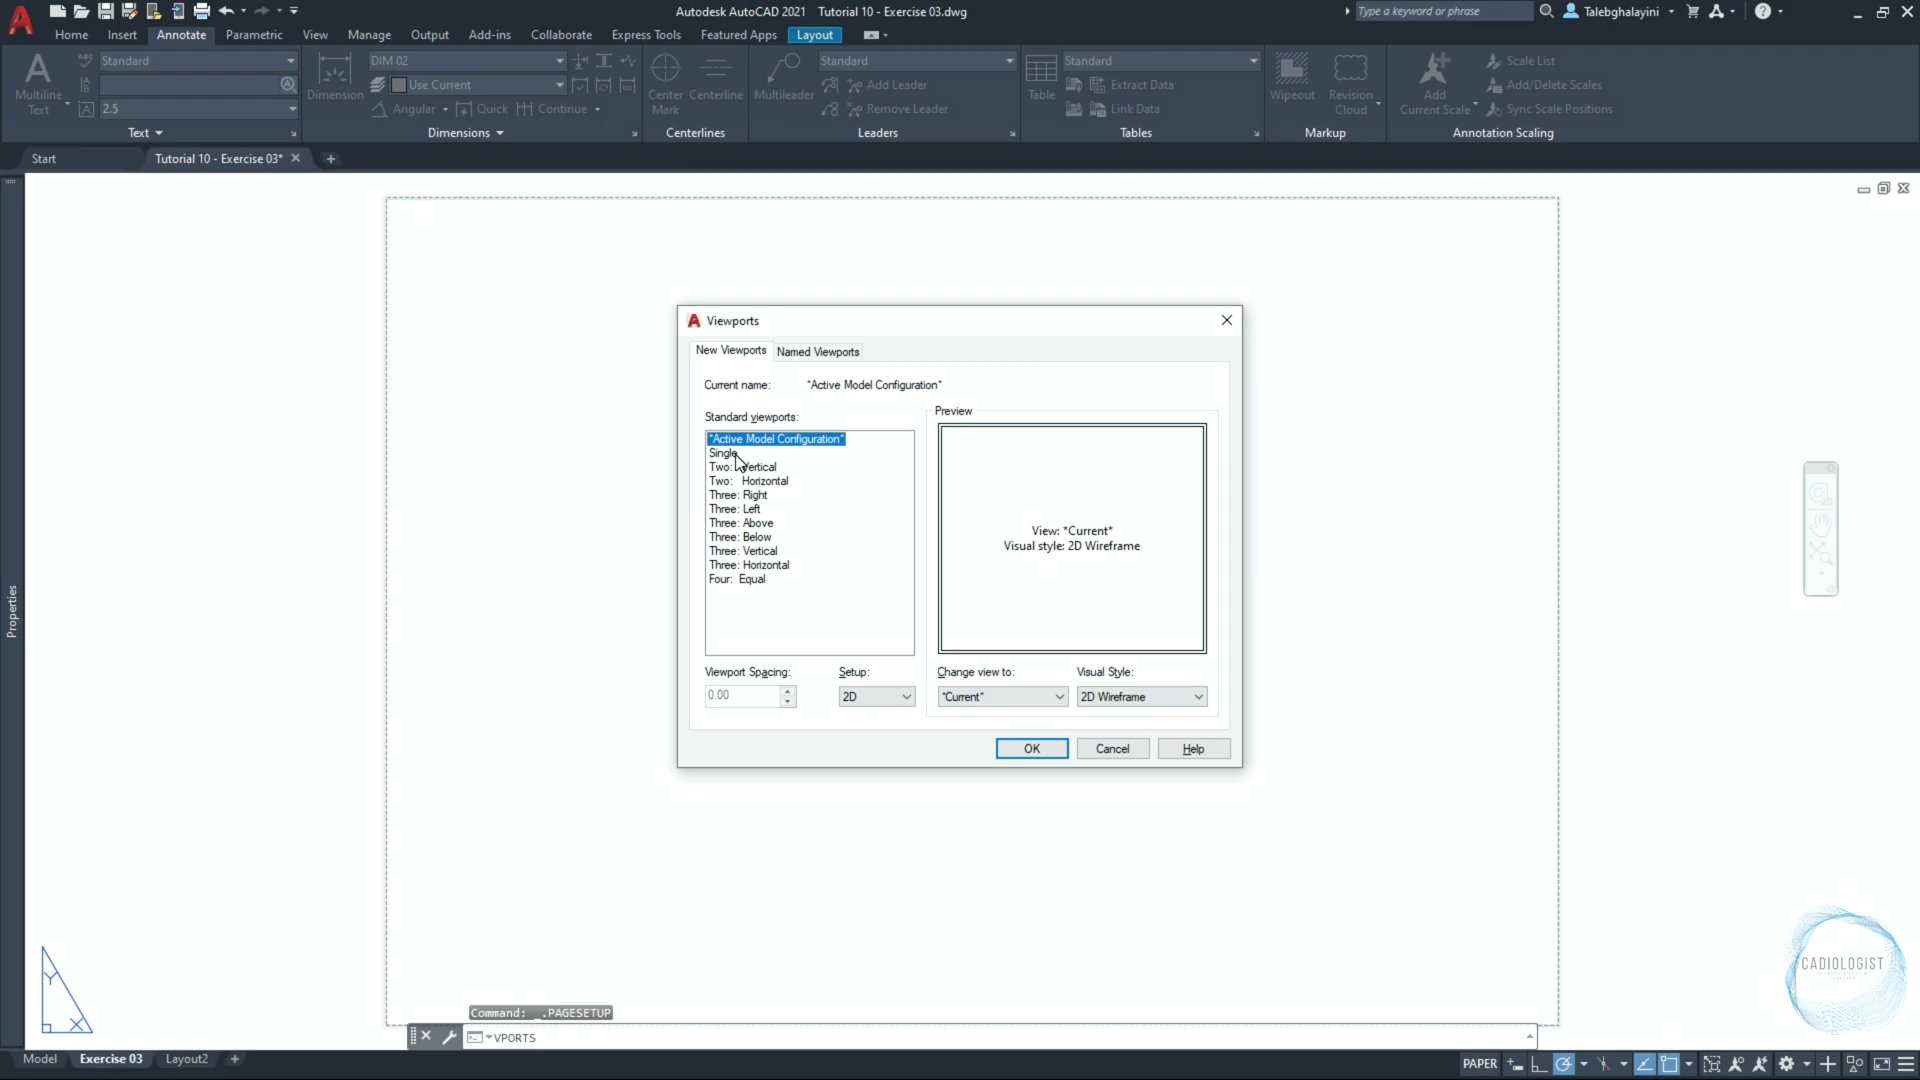 Autodesk AutoCAD 2021 Tutorial 10 - Exercise 03.dwg
Type a keyword or phrase
Talebghalayini
Home Insert Annotate Parametric View Manage Output Add-ins Collaborate Express Tools Featured Apps Layout
Multiline
Text
ABC
Standard
2.5
Text
Dimension
DIM 02
Use Current
Angular Quick Continue
Dimensions
Center
Mark
Centerline
Centerlines
Multileader
Standard
Add Leader
Remove Leader
Leaders
Table
Standard
Extract Data
Link Data
Tables
Wipeout
Revision
Cloud
Markup
Add
Current Scale
Scale List
Add/Delete Scales
Sync Scale Positions
Annotation Scaling
Start
Tutorial 10 - Exercise 03*
Properties
Viewports
New Viewports Named Viewports
Current name: *Active Model Configuration*
Standard viewports:
*Active Model Configuration*
Single
Two: Vertical
Two: Horizontal
Three: Right
Three: Left
Three: Above
Three: Below
Three: Vertical
Three: Horizontal
Four: Equal
Preview
View: *Current*
Visual style: 2D Wireframe
Viewport Spacing:
0.00
Setup:
2D
Change view to:
*Current*
Visual Style:
2D Wireframe
OK Cancel Help
Y
X
CADIOLOGIST
Command: _.PAGESETUP
VPORTS
Model Exercise 03 Layout2
PAPER